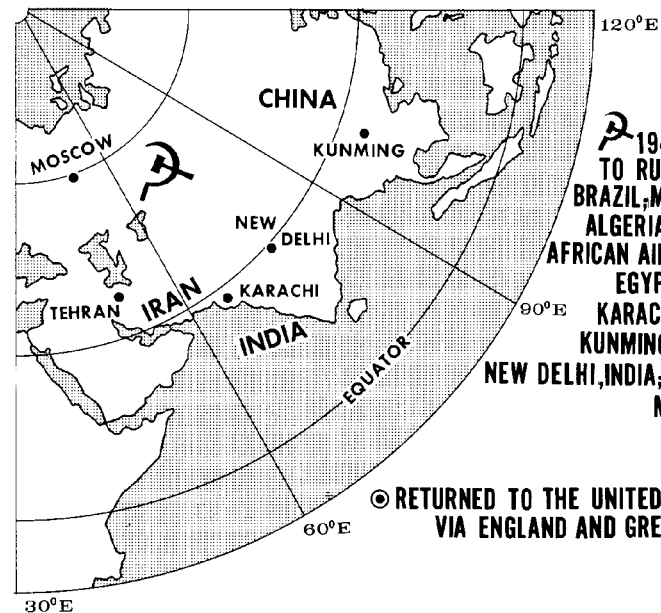 120°E
CHINA
KUNMING
MOSCOW
NEW
DELHI
KARACHI
TEHRAN
IRAN
INDIA
EQUATOR
90°E
60°E
30°E
194
TO RU
BRAZIL;M
ALGERIA
AFRICAN AI
EGYP
KARAC
KUNMING
NEW DELHI,INDIA;
RETURNED TO THE UNITED
VIA ENGLAND AND GRE